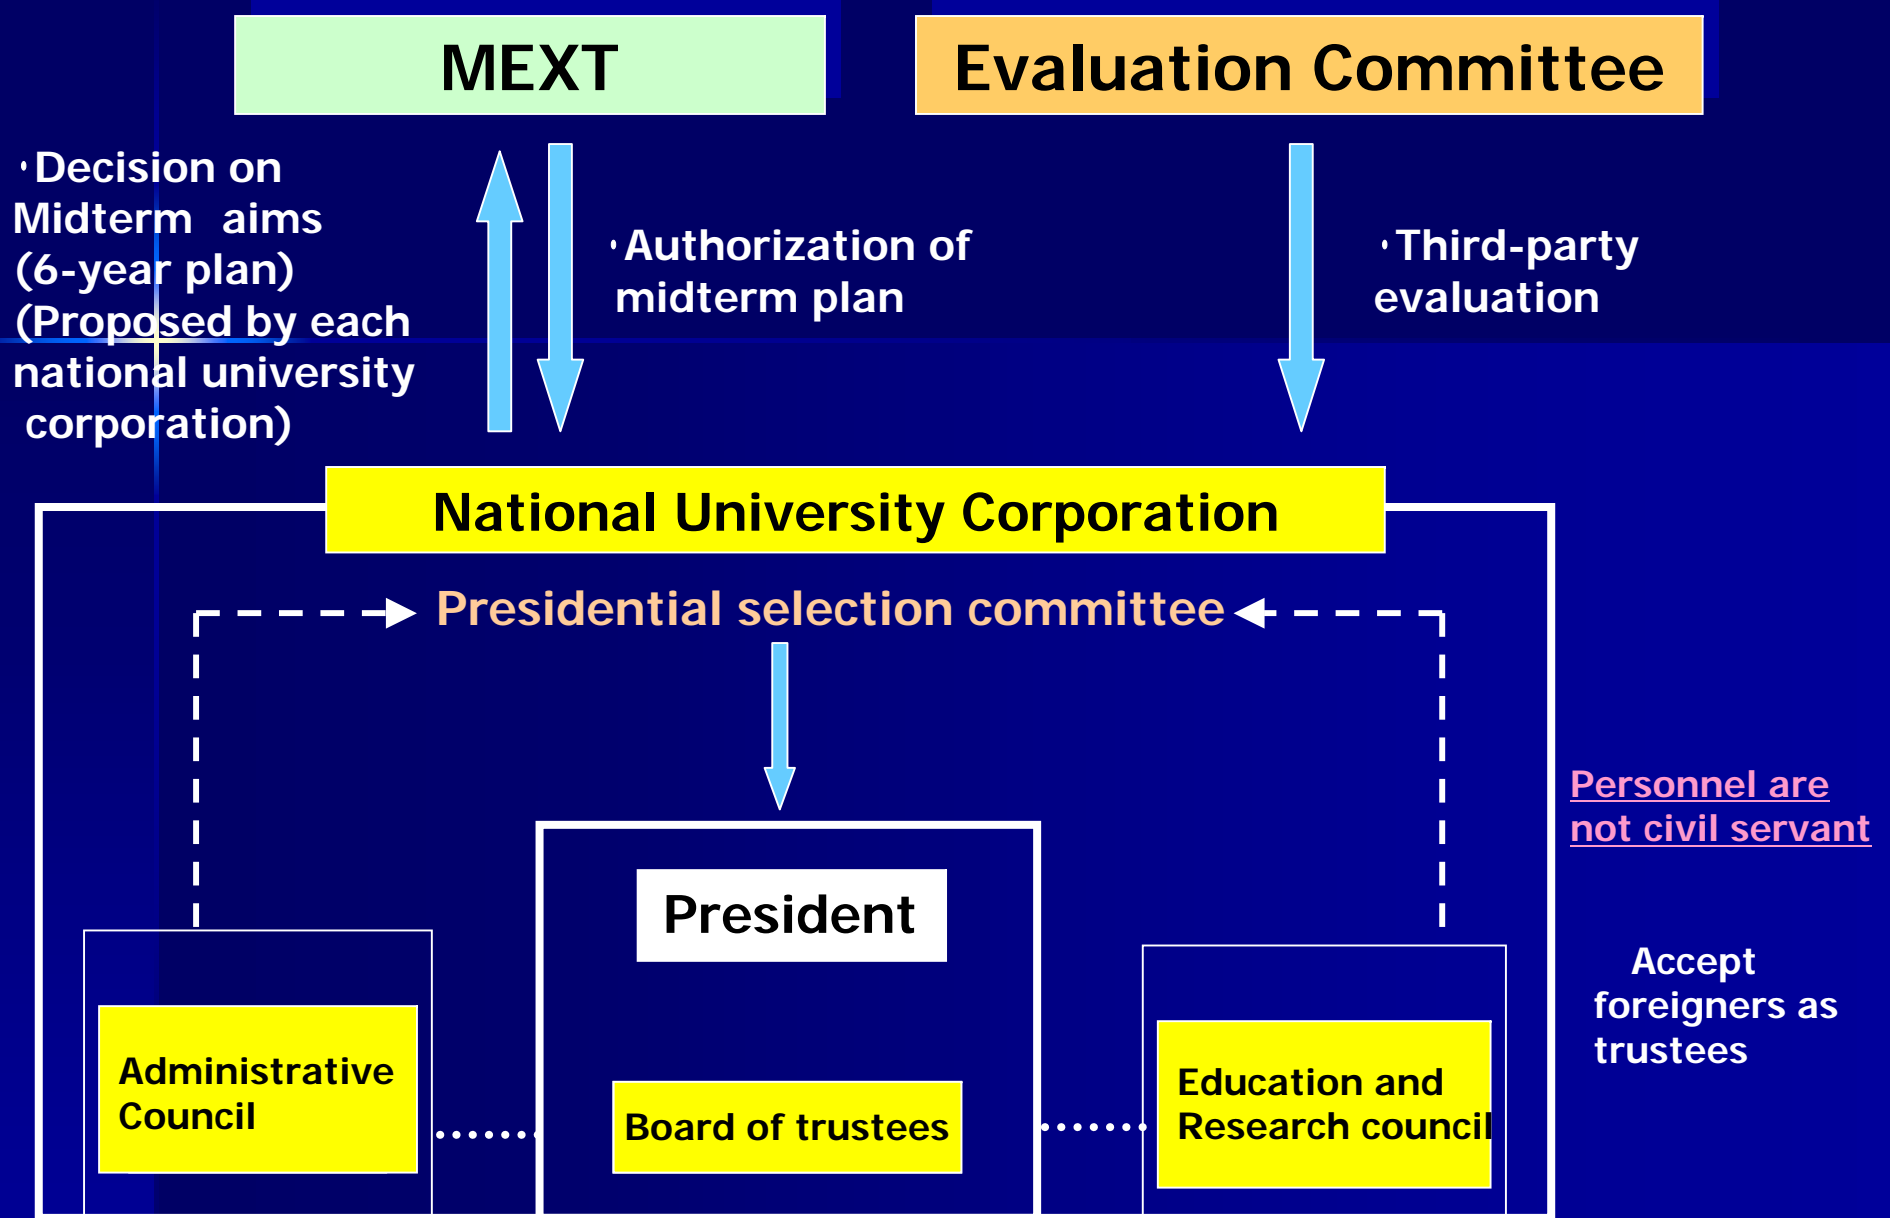 MEXT
Evaluation Committee
・Decision on
Midterm aims
(6-year plan)
(Proposed by each
national university
corporation)
・Authorization of
midterm plan
・Third-party
evaluation
National University Corporation
Presidential selection committee
President
Administrative
Council
Board of trustees
Education and
Research council
Personnel are
not civil servant
Accept
foreigners as
trustees